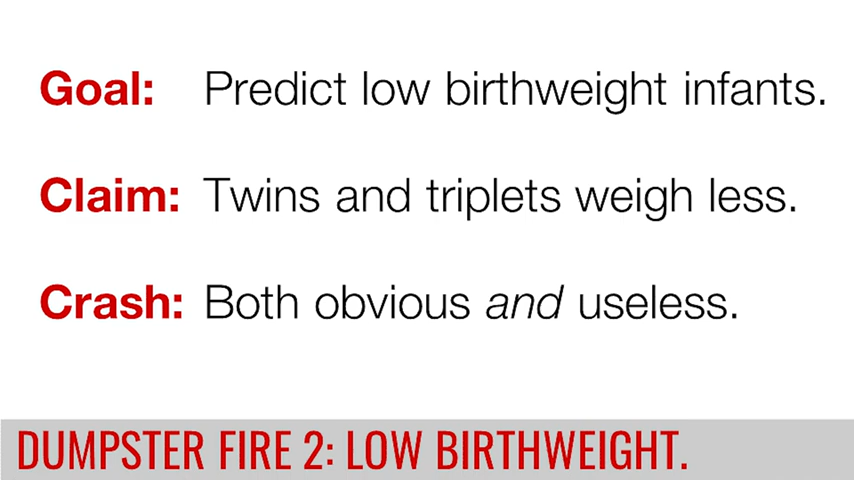 Goal: Predict low birthweight infants.
Claim: Twins and triplets weigh less.
Crash: Both obvious and useless.
DUMPSTER FIRE 2: LOW BIRTHWEIGHT.